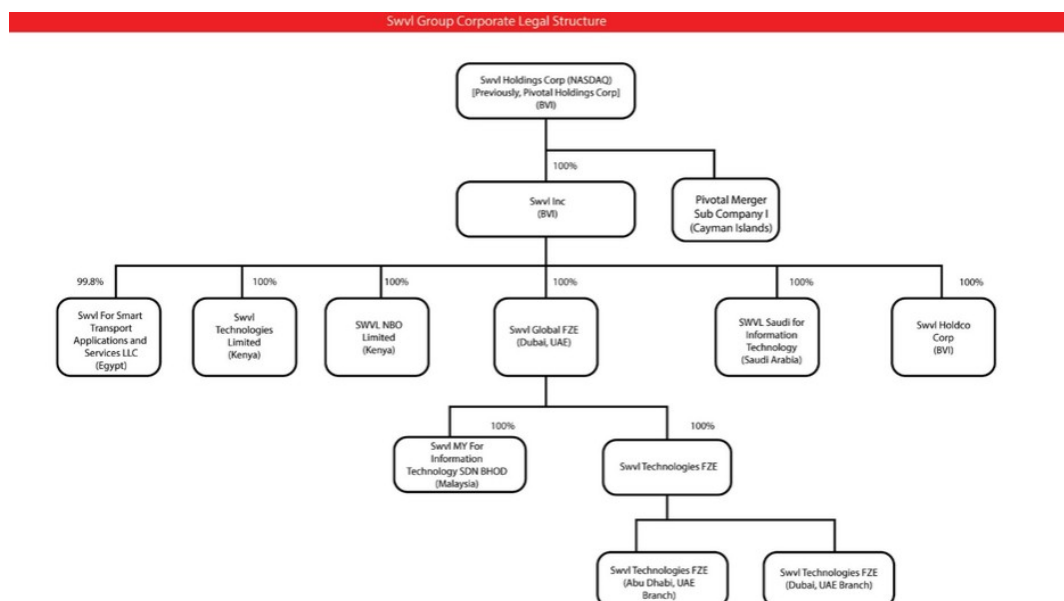 Swvl Group Corporate Legal Structure
Swvl Holdings Corp (NASDAQ)
[Previously, Pivotal Holdings Corp]
(BVI)
100%
Swvl Inc
(BVI)
Pivotal Merger
Sub Company I
(Cayman Islands)
99.8%
100%
100%
100%
100%
100%
Swvl For Smart
Transport
Applications and
Services LLC
(Egypt)
Swvl
Technologies
Limited
(Kenya)
SWVL NBO
Limited
(Kenya)
Swvl Global FZE
(Dubai, UAE)
SWVL Saudi for
Information
Technology
(Saudi Arabia)
Swvl Holdco
Corp
(BVI)
100%
100%
Swvl MY For
Information
Technology SDN BHOD
(Malaysia)
Swvl Technologies FZE
Swvl Technologies FZE
(Abu Dhabi, UAE
Branch)
Swvl Technologies FZE
(Dubai, UAE Branch)